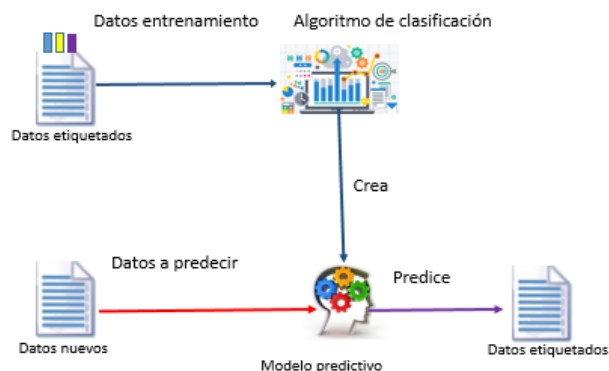 Datos entrenamiento
Algoritmo de clasificación
Datos etiquetados
Crea
Datos a predecir
Predice
Datos nuevos
Modelo predictivo
Datos etiquetados